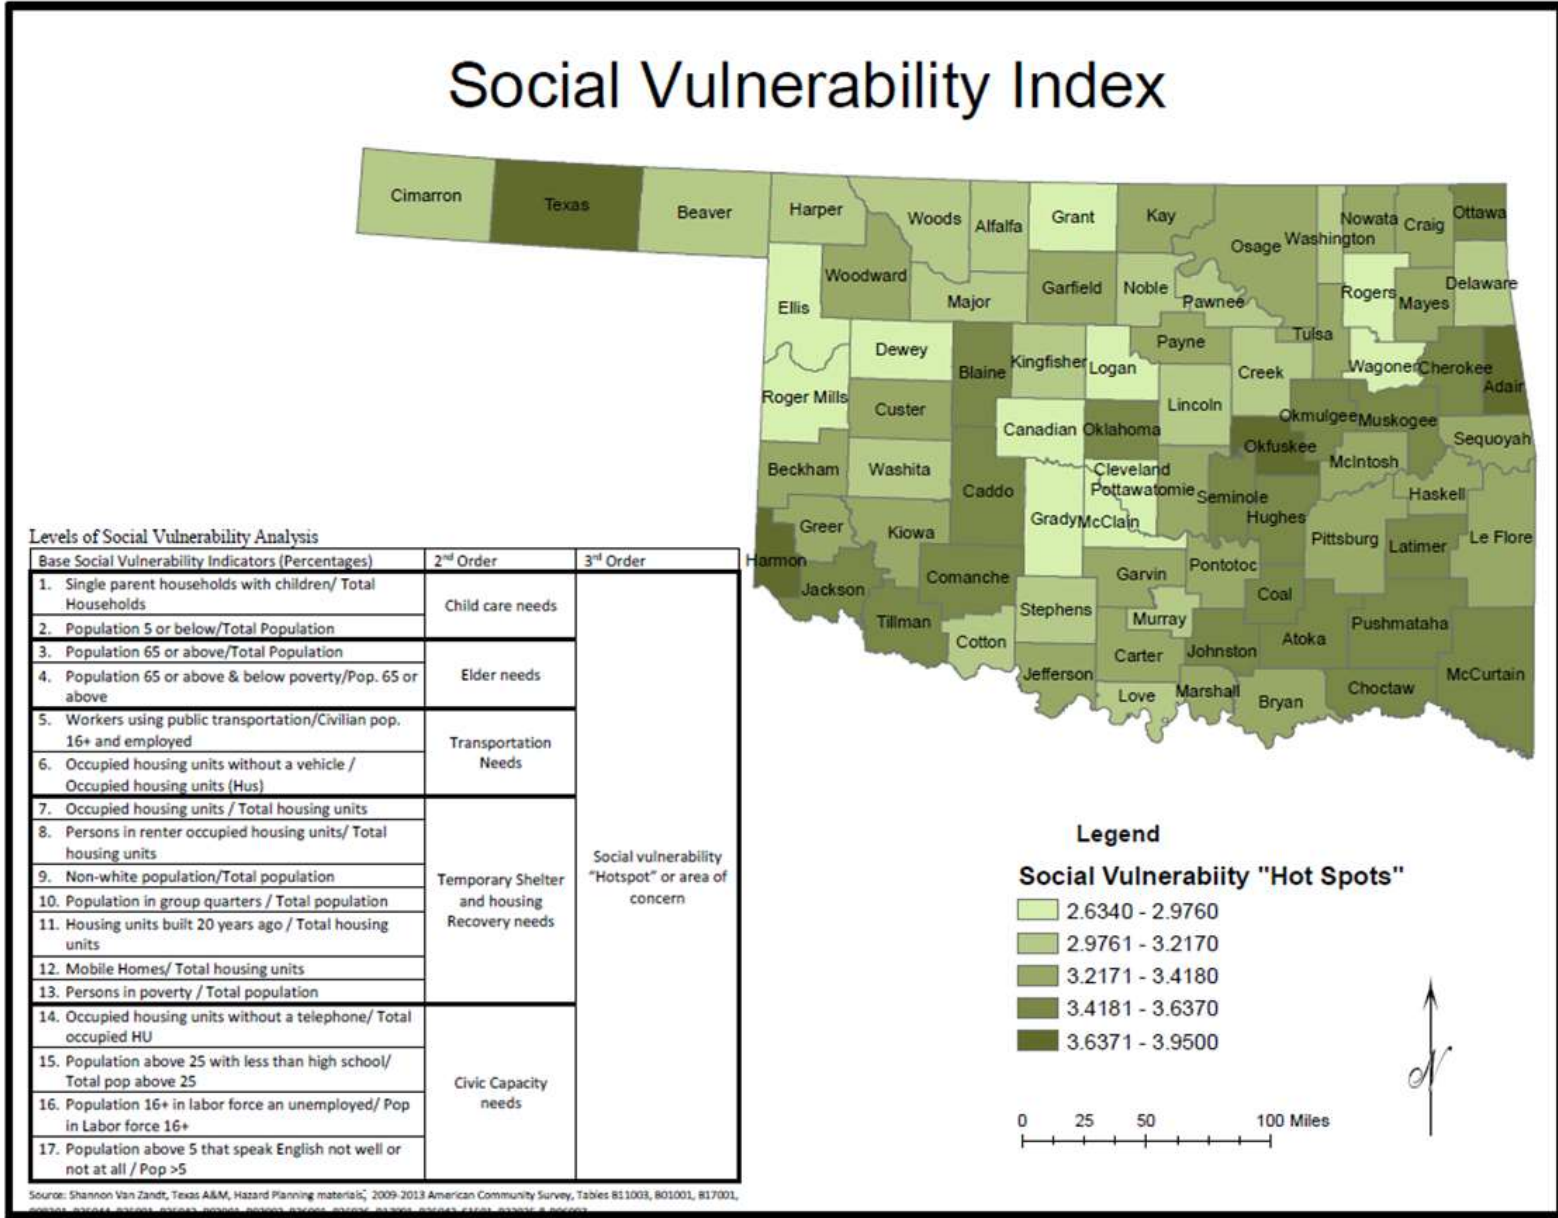 Social Vulnerability Index
Cimarron
Texas
Beaver
Harper
Woods
Alfalfa
Grant
Kay
Osage
Washington
Nowata
Craig
Ottawa
Ellis
Woodward
Major
Garfield
Noble
Pawnee
Rogers
Mayes
Delaware
Dewey
Blaine
Kingfisher
Logan
Payne
Tulsa
Creek
Wagoner
Cherokee
Adair
Roger Mills
Custer
Canadian
Oklahoma
Lincoln
Okmulgee
Muskogee
Sequoyah
Okfuskee
McIntosh
Beckham
Washita
Caddo
Cleveland
Pottawatomie
Seminole
Hughes
Haskell
Greer
Kiowa
Grady
McClain
Pittsburg
Latimer
Le Flore
Harmon
Jackson
Comanche
Garvin
Pontotoc
Coal
Tillman
Stephens
Murray
Cotton
Johnston
Atoka
Pushmataha
Jefferson
Carter
Love
Marshall
Bryan
Choctaw
McCurtain
Levels of Social Vulnerability Analysis
Base Social Vulnerability Indicators (Percentages)
2nd Order
3rd Order
1. Single parent households with children/ Total
Households
2. Population 5 or below/Total Population
Child care needs
3. Population 65 or above/Total Population
4. Population 65 or above & below poverty/Pop. 65 or
above
Elder needs
5. Workers using public transportation/Civilian pop.
16+ and employed
6. Occupied housing units without a vehicle /
Occupied housing units (Hus)
Transportation
Needs
7. Occupied housing units / Total housing units
8. Persons in renter occupied housing units/ Total
housing units
9. Non-white population/Total population
10. Population in group quarters / Total population
11. Housing units built 20 years ago / Total housing
units
12. Mobile Homes/ Total housing units
13. Persons in poverty / Total population
Temporary Shelter
and housing
Recovery needs
14. Occupied housing units without a telephone/ Total
occupied HU
15. Population above 25 with less than high school/
Total pop above 25
16. Population 16+ in labor force an unemployed/ Pop
in Labor force 16+
17. Population above 5 that speak English not well or
not at all / Pop >5
Civic Capacity
needs
Social vulnerability
"Hotspot" or area of
concern
Source: Shannon Van Zandt, Texas A&M, Hazard Planning materials; 2009-2013 American Community Survey, Tables B11003, B01001, B17001,
Legend
Social Vulnerabiity "Hot Spots"
2.6340 - 2.9760
2.9761 - 3.2170
3.2171 - 3.4180
3.4181 - 3.6370
3.6371 - 3.9500
0 25 50 100 Miles
N